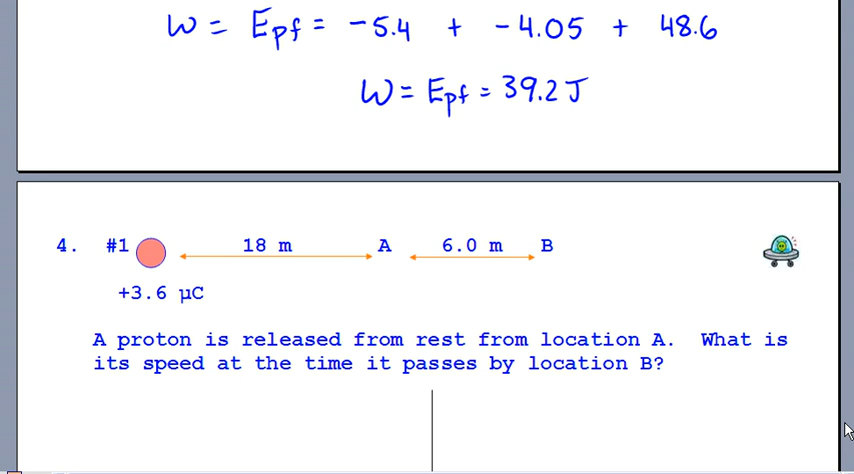 W = Epf = -5.4 + -4.05 + 48.6
W = Epf = 39.2 J
4. #1 18 m A 6.0 m B
+3.6 µC
A proton is released from rest from location A. What is
its speed at the time it passes by location B?